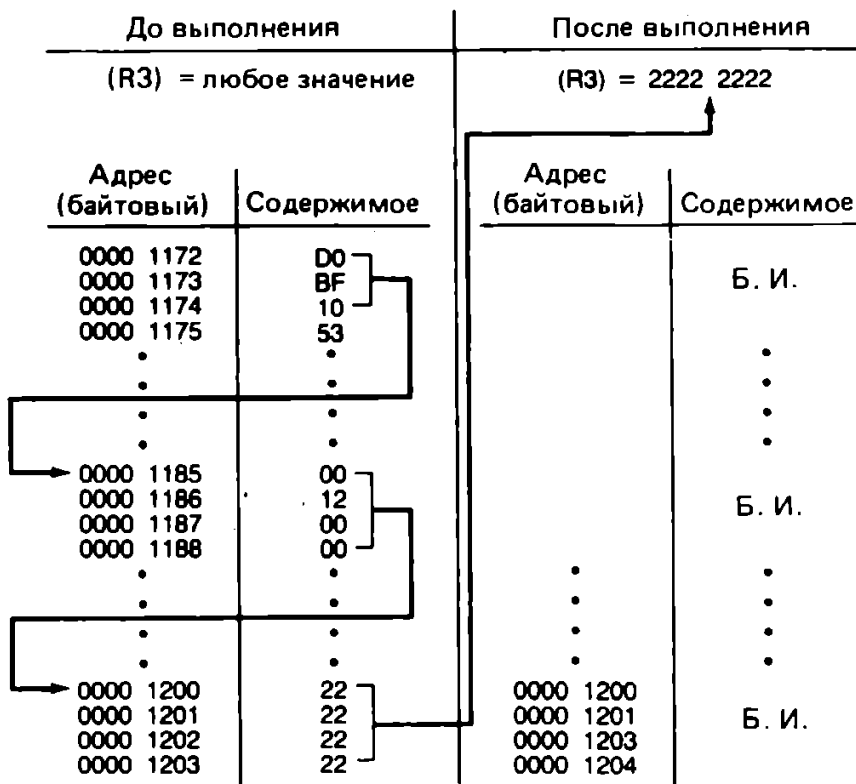 До выполнения
После выполнения
(R3) = любое значение
(R3) = 2222 2222
Адрес
(байтовый)
Содержимое
Адрес
(байтовый)
Содержимое
0000 1172 D0
0000 1173 BF
0000 1174 10
0000 1175 53
Б. И.
0000 1185 00
0000 1186 12
0000 1187 00
0000 1188 00
Б. И.
0000 1200 22
0000 1201 22
0000 1202 22
0000 1203 22
0000 1200
0000 1201
0000 1203
0000 1204
Б. И.